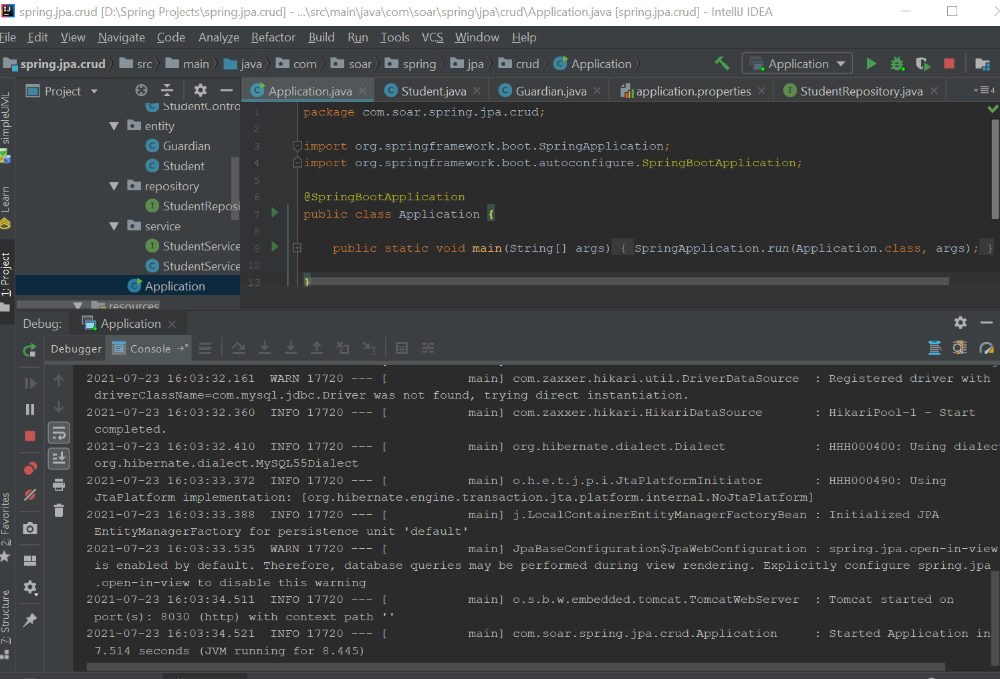 spring.jpa.crud [D:\Spring Projects\spring.jpa.crud] - ...\src\main\java\com\soar\spring\jpa\crud\Application.java [spring.jpa.crud] - IntelliJ IDEA
File Edit View Navigate Code Analyze Refactor Build Run Tools VCS Window Help
spring.jpa.crud src main java com soar spring jpa crud Application Application
Project Application.java Student.java Guardian.java application.properties StudentRepository.java 4
simpleUML
Learn
1: Project
2: Favorites
7: Structure
StudentContro
entity
Guardian
Student
repository
StudentReposi
service
StudentService
StudentService
Application
resources
1 package com.soar.spring.jpa.crud;
2
3 import org.springframework.boot.SpringApplication;
4 import org.springframework.boot.autoconfigure.SpringBootApplication;
5
6 @SpringBootApplication
7 public class Application {
8
9 public static void main(String[] args) { SpringApplication.run(Application.class, args); }
12
13 }
Debug: Application
Debugger Console
2021-07-23 16:03:32.161  WARN 17720 --- [           main] com.zaxxer.hikari.util.DriverDataSource  : Registered driver with
driverClassName=com.mysql.jdbc.Driver was not found, trying direct instantiation.
2021-07-23 16:03:32.360  INFO 17720 --- [           main] com.zaxxer.hikari.HikariDataSource       : HikariPool-1 - Start
completed.
2021-07-23 16:03:32.410  INFO 17720 --- [           main] org.hibernate.dialect.Dialect            : HHH000400: Using dialec
org.hibernate.dialect.MySQL55Dialect
2021-07-23 16:03:33.372  INFO 17720 --- [           main] o.h.e.t.j.p.i.JtaPlatformInitiator       : HHH000490: Using
JtaPlatform implementation: [org.hibernate.engine.transaction.jta.platform.internal.NoJtaPlatform]
2021-07-23 16:03:33.388  INFO 17720 --- [           main] j.LocalContainerEntityManagerFactoryBean : Initialized JPA
EntityManagerFactory for persistence unit 'default'
2021-07-23 16:03:33.535  WARN 17720 --- [           main] JpaBaseConfiguration$JpaWebConfiguration : spring.jpa.open-in-view
is enabled by default. Therefore, database queries may be performed during view rendering. Explicitly configure spring.jpa
.open-in-view to disable this warning
2021-07-23 16:03:34.511  INFO 17720 --- [           main] o.s.b.w.embedded.tomcat.TomcatWebServer  : Tomcat started on
port(s): 8030 (http) with context path ''
2021-07-23 16:03:34.521  INFO 17720 --- [           main] com.soar.spring.jpa.crud.Application     : Started Application in
7.514 seconds (JVM running for 8.445)